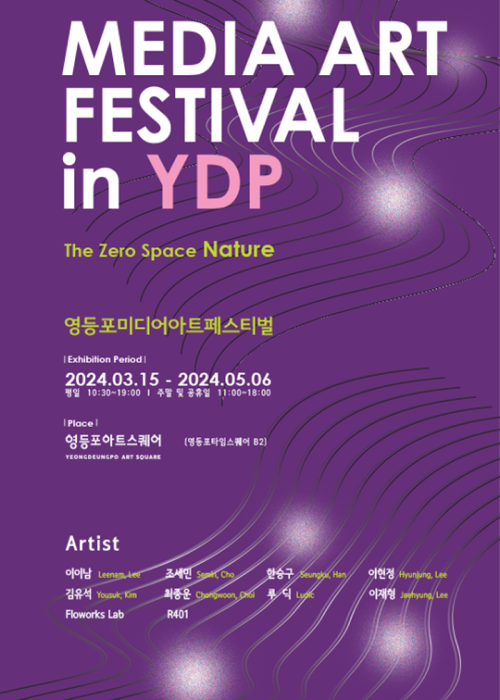 MEDIA ART
FESTIVAL
in YDP
The Zero Space Nature
영등포미디어아트페스티벌
| Exhibition Period |
2024.03.15 - 2024.05.06
평일 10:30~19:00 | 주말 및 공휴일 11:00~18:00
| Place |
영등포아트스퀘어 (영등포타임스퀘어 B2)
YEONGDEUNGPO ART SQUARE
Artist
이이남 Leenam, Lee 조세민 Semin, Cho 한승구 Seungku, Han 이현정 Hyunjung, Lee
김유석 Yousuk, Kim 최종운 Chongwoon, Choi 루 딕 Ludic 이재형 Jaehyung, Lee
Floworks Lab R401